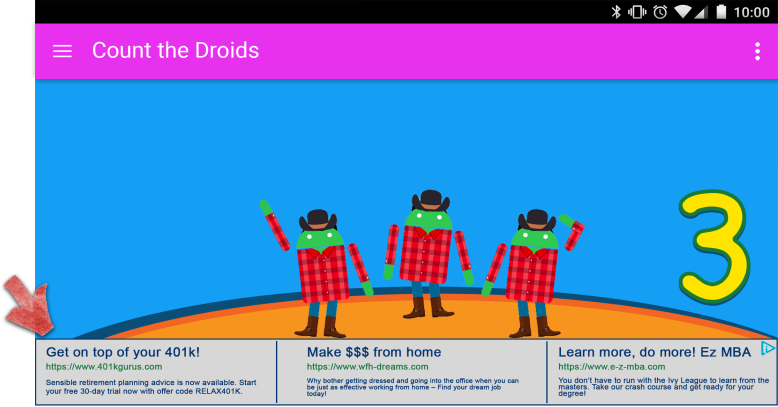 10:00
Count the Droids
3
Get on top of your 401k!
https://www.401kgurus.com
Sensible retirement planning advice is now available. Start
your free 30-day trial now with offer code RELAX401K.
Make $$$ from home
https://www.wfh-dreams.com
Why bother getting dressed and going into the office when you can
be just as effective working from home – Find your dream job
today!
Learn more, do more! Ez MBA
https://www.e-z-mba.com
You don't have to run with the Ivy League to learn from the
masters. Take our crash course and get ready for your
degree!